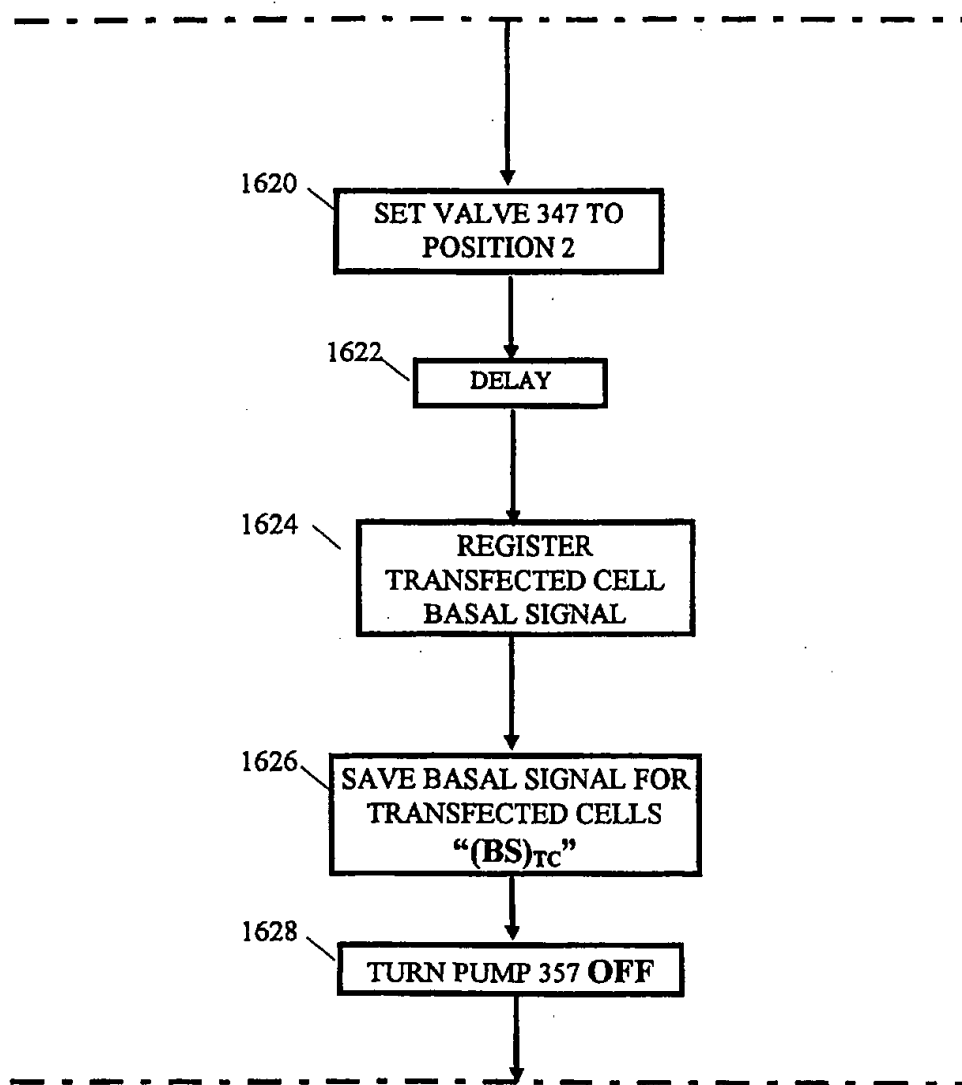 1620
SET VALVE 347 TO
POSITION 2
1622
DELAY
1624
REGISTER
TRANSFECTED CELL
BASAL SIGNAL
1626
SAVE BASAL SIGNAL FOR
TRANSFECTED CELLS
“(BS)TC”
1628
TURN PUMP 357 OFF